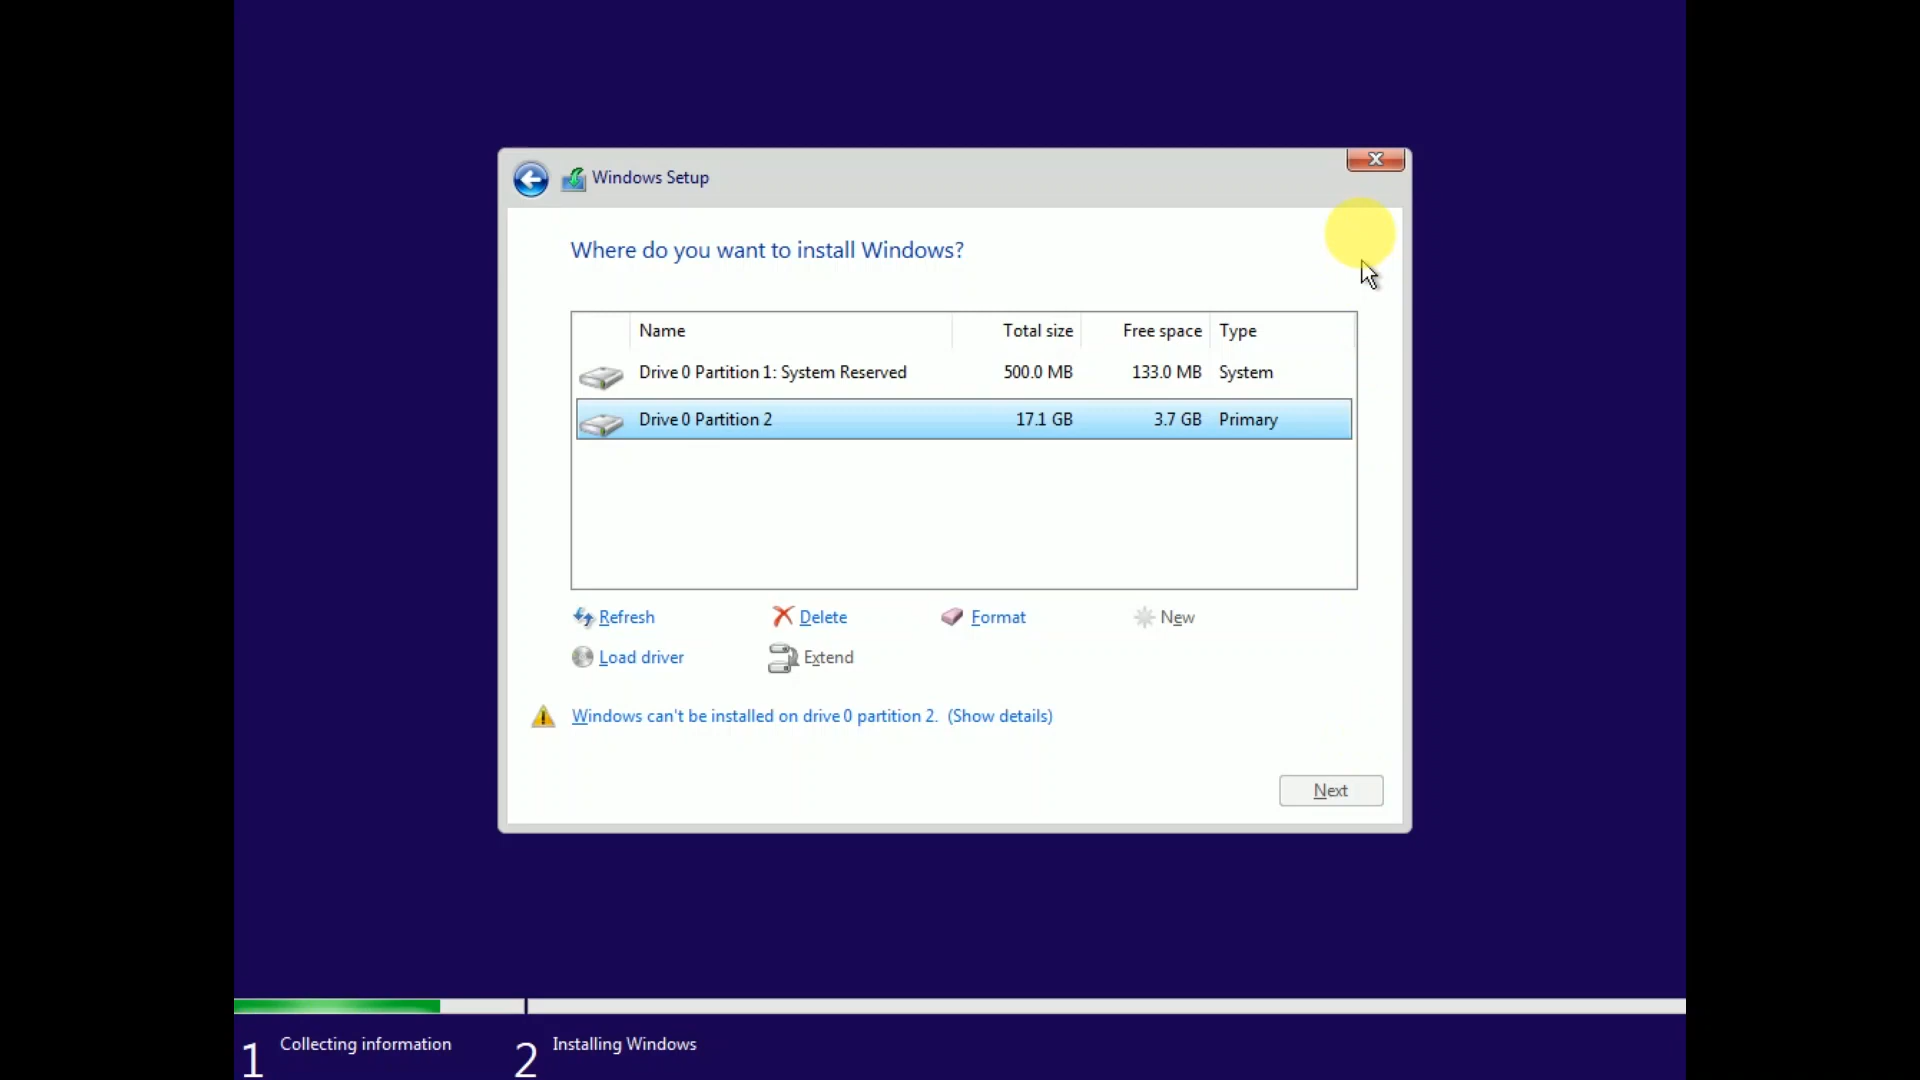 Windows Setup
Where do you want to install Windows?
Name Total size Free space Type
Drive 0 Partition 1: System Reserved 500.0 MB 133.0 MB System
Drive 0 Partition 2 17.1 GB 3.7 GB Primary
Refresh Delete Format New
Load driver Extend
Windows can't be installed on drive 0 partition 2. (Show details)
Next
1 Collecting information 2 Installing Windows